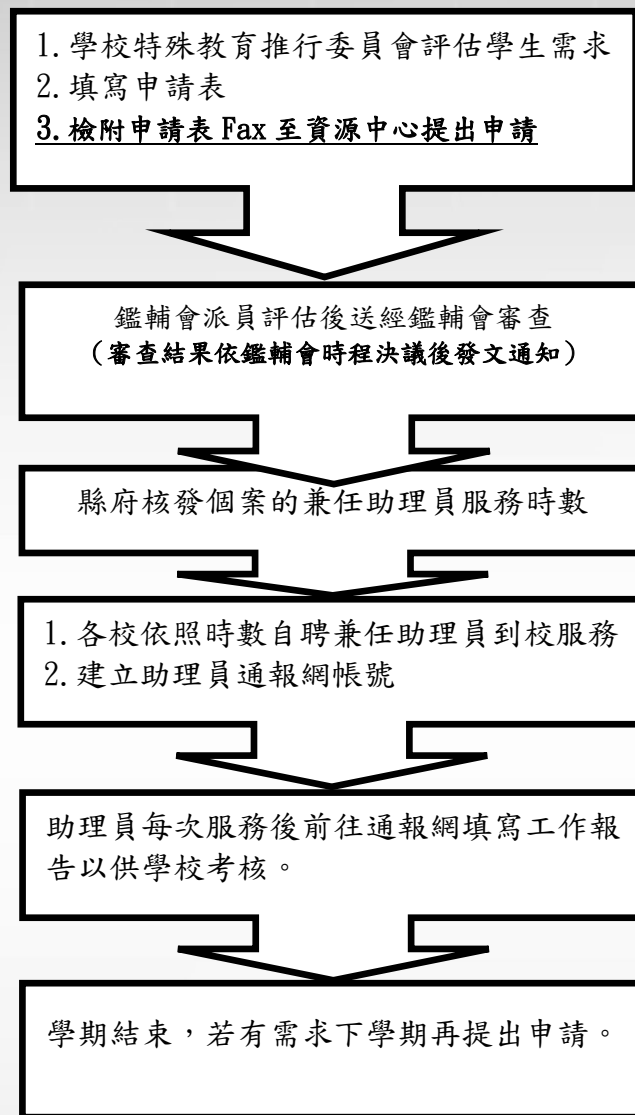 1.學校特殊教育推行委員會評估學生需求
2.填寫申請表
3.檢附申請表 Fax 至資源中心提出申請
鑑輔會派員評估後送經鑑輔會審查
（審查結果依鑑輔會時程決議後發文通知）
縣府核發個案的兼任助理員服務時數
1.各校依照時數自聘兼任助理員到校服務
2.建立助理員通報網帳號
助理員每次服務後前往通報網填寫工作報
告以供學校考核。
學期結束，若有需求下學期再提出申請。